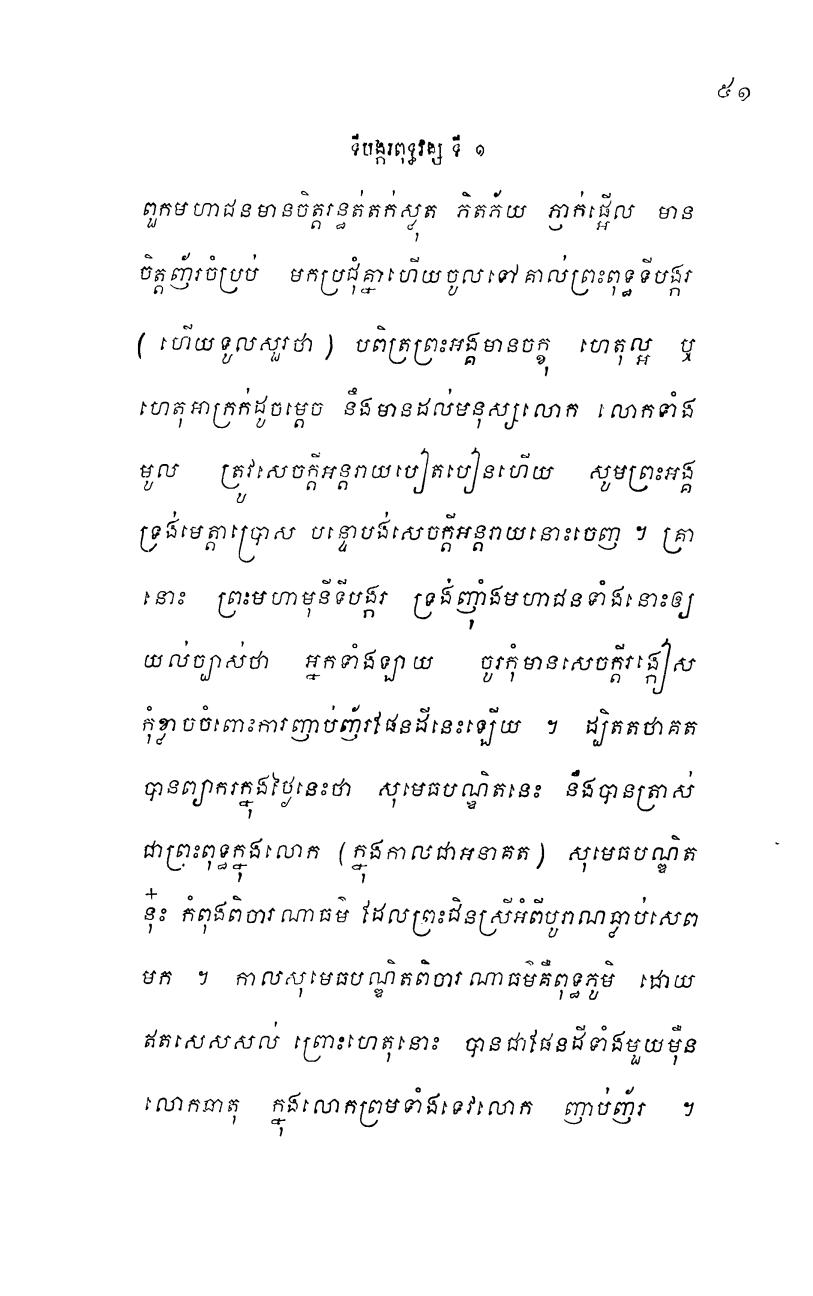 ៥១
ទីបង្ករពុទ្ធវង្ស ទី ១
ពួកមហាជនមានចិត្តរន្ធត់តក់ស្លុត ភិតភ័យ ភ្ញាក់ផ្អើល មាន
ចិត្តញ័រចំប្រប់ មកប្រជុំគ្នាហើយចូលទៅគាល់ព្រះពុទ្ធទីបង្ករ
( ហើយទូលសួរថា ) បពិត្រព្រះអង្គមានចក្ខុ ហេតុល្អ ឬ
ហេតុអាក្រក់ដូចម្តេច នឹងមានដល់មនុស្សលោក លោកទាំង
មូល ត្រូវសេចក្តីអន្តរាយបៀតបៀនហើយ សូមព្រះអង្គ
ទ្រង់មេត្តាប្រោស បន្ទោបង់សេចក្តីអន្តរាយនោះចេញ ។ គ្រា
នោះ ព្រះមហាមុនីទីបង្ករ ទ្រង់ញ៉ាំងមហាជនទាំងនោះឲ្យ
យល់ច្បាស់ថា អ្នកទាំងឡាយ ចូរកុំមានសេចក្តីរង្កៀស
កុំខ្លាចចំពោះការញាប់ញ័រផែនដីនេះឡើយ ។ ដ្បិតតថាគត
បានព្យាករក្នុងថ្ងៃនេះថា សុមេធបណ្ឌិតនេះ នឹងបានត្រាស់
ជាព្រះពុទ្ធក្នុងលោក (ក្នុងកាលជាអនាគត) សុមេធបណ្ឌិត
នុ៎ះ កំពុងពិចារណាធម៌ ដែលព្រះជិនស្រីអំពីបូរាណធ្លាប់សេព
មក ។ កាលសុមេធបណ្ឌិតពិចារណាធម៌គឺពុទ្ធភូមិ ដោយ
ឥតសេសសល់ ព្រោះហេតុនោះ បានជាផែនដីទាំងមួយម៉ឺន
លោកធាតុ ក្នុងលោកព្រមទាំងទេវលោក ញាប់ញ័រ ។